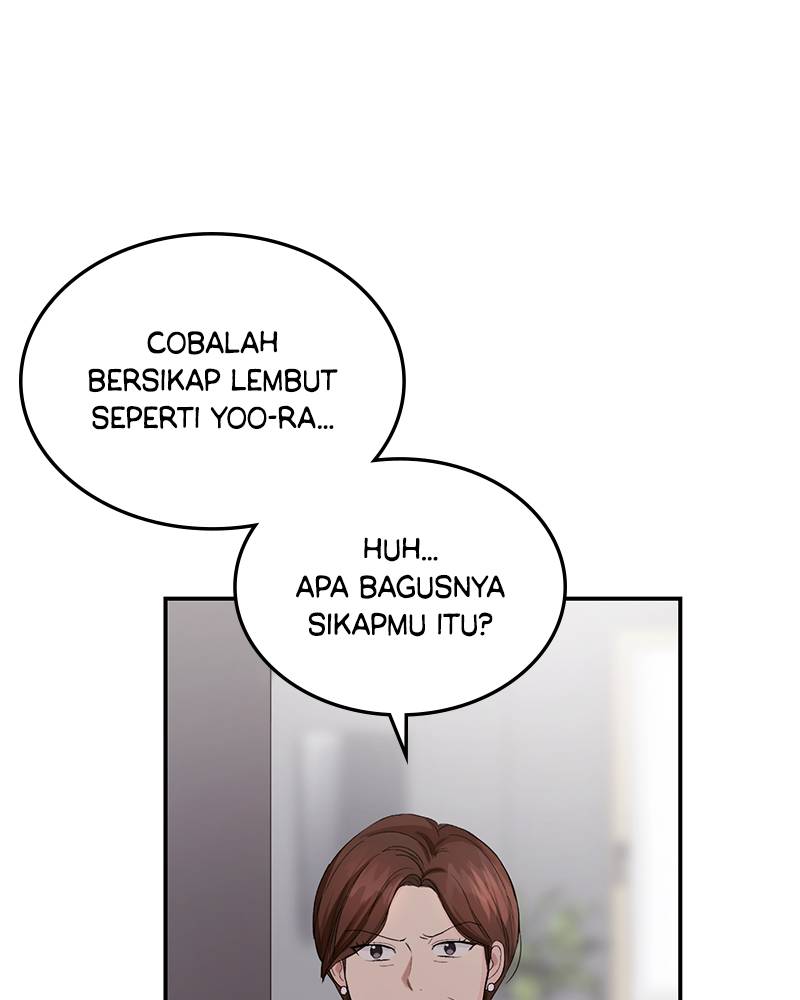 COBALAH
BERSIKAP LEMBUT
SEPERTI YOO-RA...
HUH...
APA BAGUSNYA
SIKAPMU ITU?